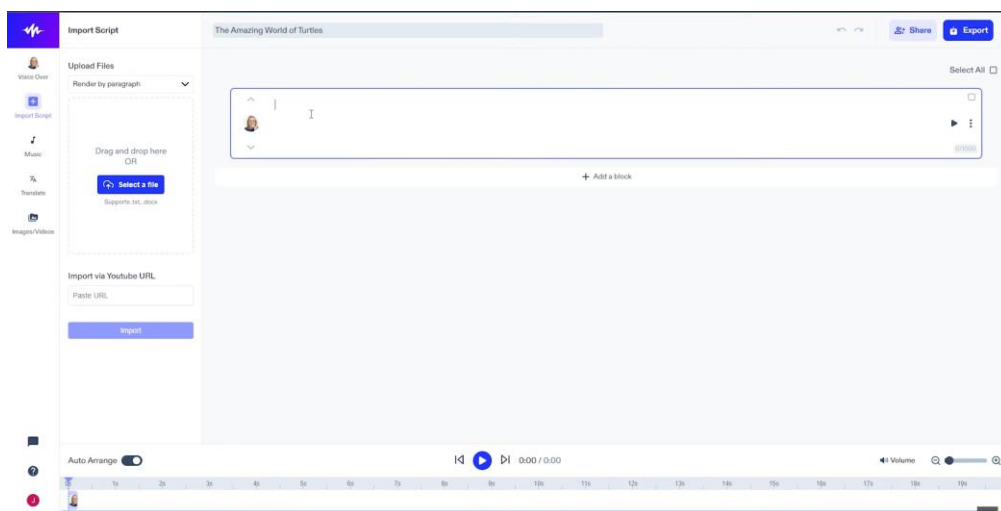 Import Script
The Amazing World of Turtles
Share
Export
Voice Over
Import Script
Music
Translate
Images/Videos
Upload Files
Render by paragraph
Drag and drop here
OR
Select a file
Supports .txt, .docx
Import via Youtube URL
Paste URL
Import
Select All
0/1000
+ Add a block
Auto Arrange
0:00 / 0:00
Volume
1s 2s 3s 4s 5s 6s 7s 8s 9s 10s 11s 12s 13s 14s 15s 16s 17s 18s 19s
J